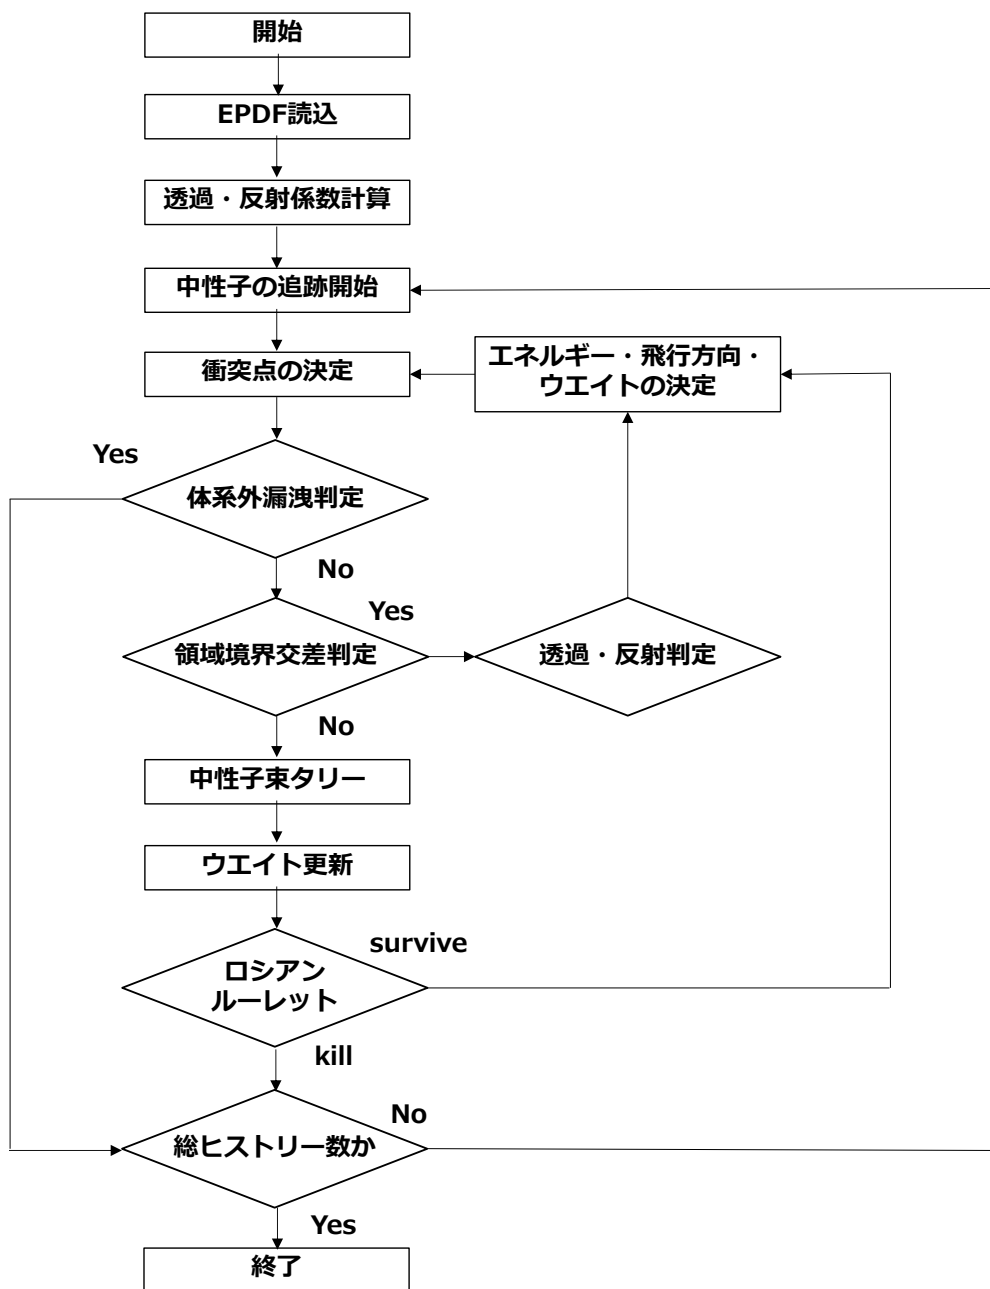 開始
EPDF読込
透過・反射係数計算
中性子の追跡開始
衝突点の決定
エネルギー・飛行方向・
ウエイトの決定
Yes
体系外漏洩判定
No
Yes
領域境界交差判定
透過・反射判定
No
中性子束タリー
ウエイト更新
survive
ロシアン
ルーレット
kill
No
総ヒストリー数か
Yes
終了